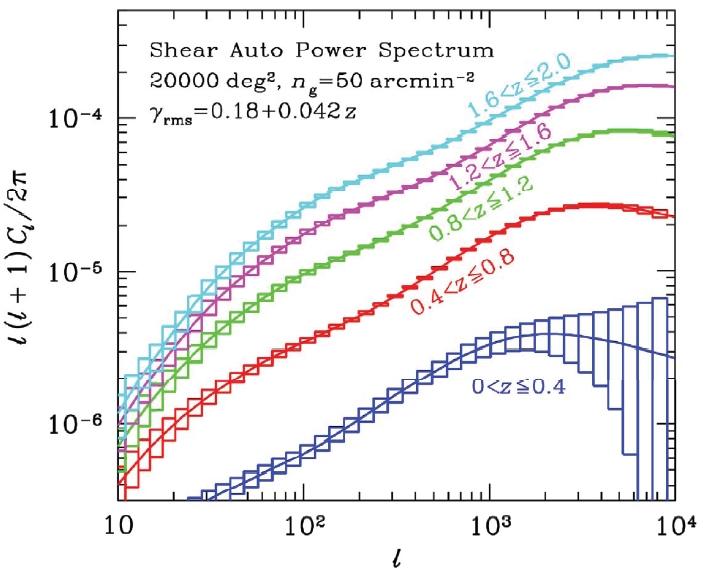 Shear Auto Power Spectrum
20000 deg², n_g=50 arcmin⁻²
γ_rms=0.18+0.042z
1.6<z≦2.0
1.2<z≦1.6
0.8<z≦1.2
0.4<z≦0.8
0<z≦0.4
l(l+1)C_l/2π
10⁻⁴
10⁻⁵
10⁻⁶
10 10² 10³ 10⁴
l